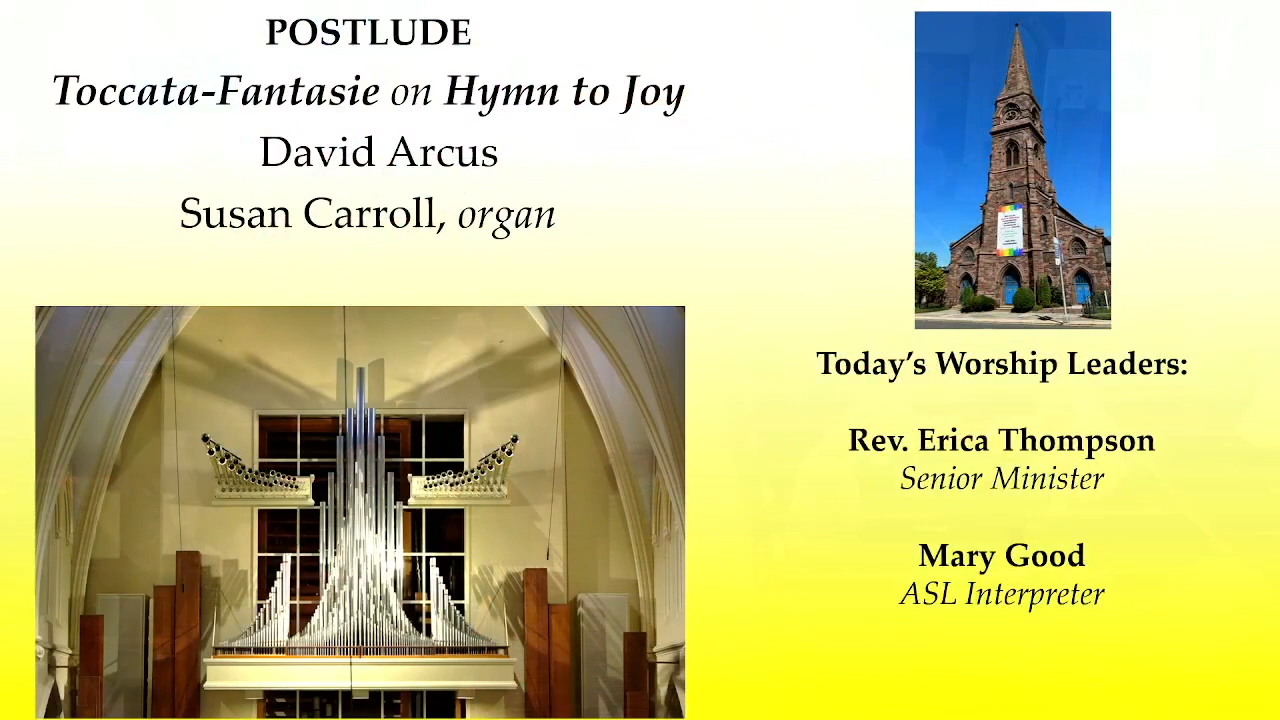 POSTLUDE
Toccata-Fantasie on Hymn to Joy
David Arcus
Susan Carroll, organ
Today's Worship Leaders:
Rev. Erica Thompson
Senior Minister
Mary Good
ASL Interpreter